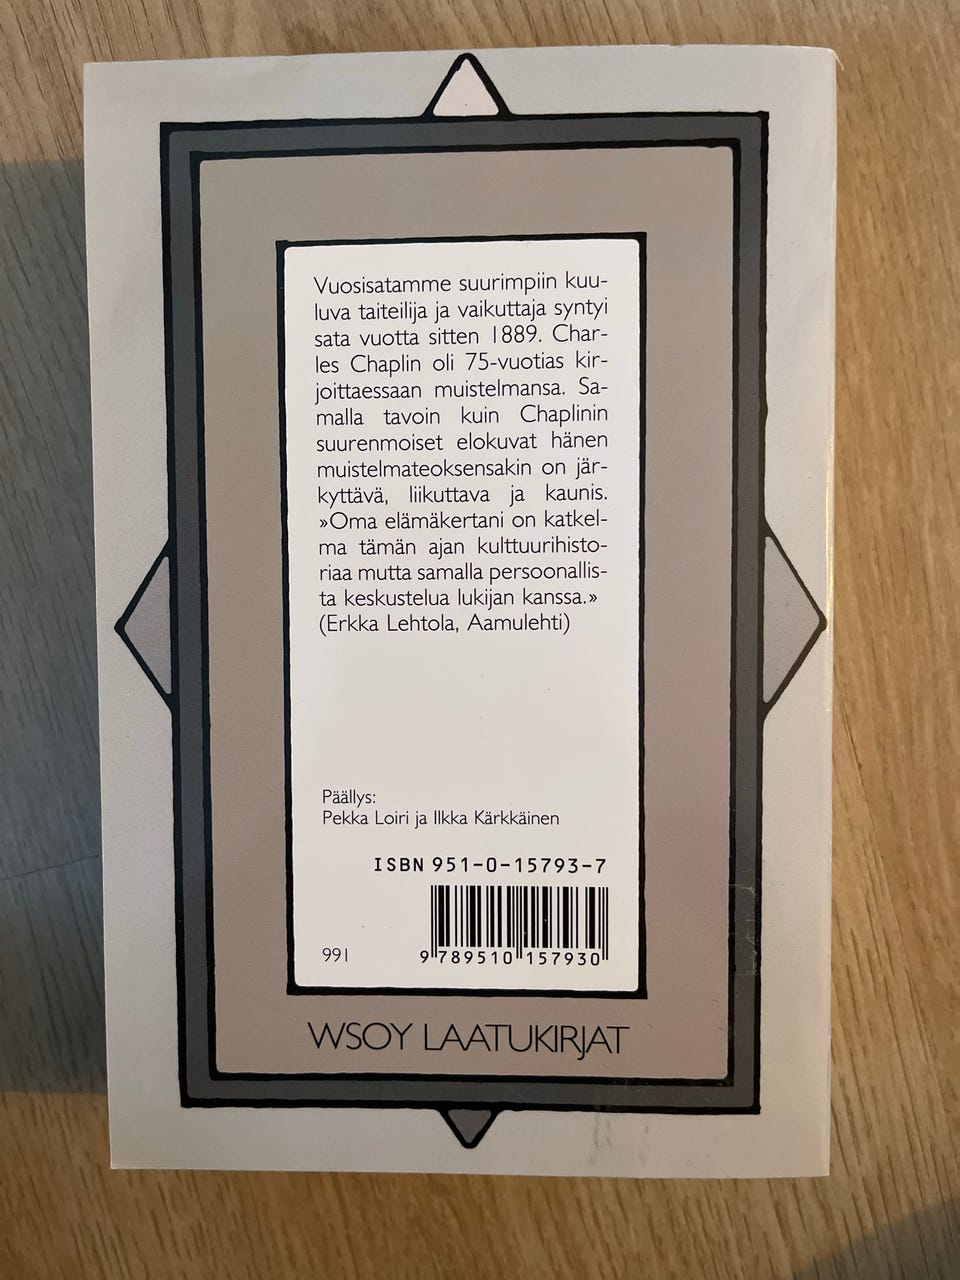 Vuosisatamme suurimpiin kuu-
luva taiteilija ja vaikuttaja syntyi
sata vuotta sitten 1889. Char-
les Chaplin oli 75-vuotias kir-
joittaessaan muistelmansa. Sa-
malla tavoin kuin Chaplinin
suurenmoiset elokuvat hänen
muistelmateoksensakin on jär-
kyttävä, liikuttava ja kaunis.
»Oma elämäkertani on katkel-
ma tämän ajan kulttuurihisto-
riaa mutta samalla persoonallis-
ta keskustelua lukijan kanssa.»
(Erkka Lehtola, Aamulehti)
Päällys:
Pekka Loiri ja Ilkka Kärkkäinen
ISBN 951-0-15793-7
991
9 789510 157930
WSOY LAATUKIRJAT